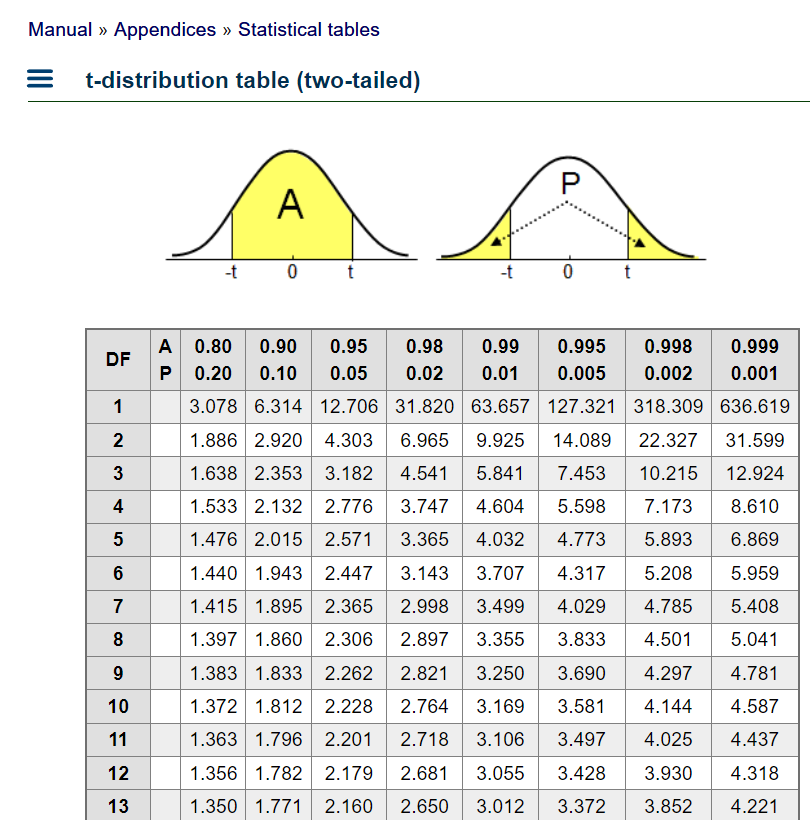 Manual » Appendices » Statistical tables
t-distribution table (two-tailed)
A
-t 0 t
P
-t 0 t
DF A 0.80 0.90 0.95 0.98 0.99 0.995 0.998 0.999
P 0.20 0.10 0.05 0.02 0.01 0.005 0.002 0.001
1 3.078 6.314 12.706 31.820 63.657 127.321 318.309 636.619
2 1.886 2.920 4.303 6.965 9.925 14.089 22.327 31.599
3 1.638 2.353 3.182 4.541 5.841 7.453 10.215 12.924
4 1.533 2.132 2.776 3.747 4.604 5.598 7.173 8.610
5 1.476 2.015 2.571 3.365 4.032 4.773 5.893 6.869
6 1.440 1.943 2.447 3.143 3.707 4.317 5.208 5.959
7 1.415 1.895 2.365 2.998 3.499 4.029 4.785 5.408
8 1.397 1.860 2.306 2.897 3.355 3.833 4.501 5.041
9 1.383 1.833 2.262 2.821 3.250 3.690 4.297 4.781
10 1.372 1.812 2.228 2.764 3.169 3.581 4.144 4.587
11 1.363 1.796 2.201 2.718 3.106 3.497 4.025 4.437
12 1.356 1.782 2.179 2.681 3.055 3.428 3.930 4.318
13 1.350 1.771 2.160 2.650 3.012 3.372 3.852 4.221